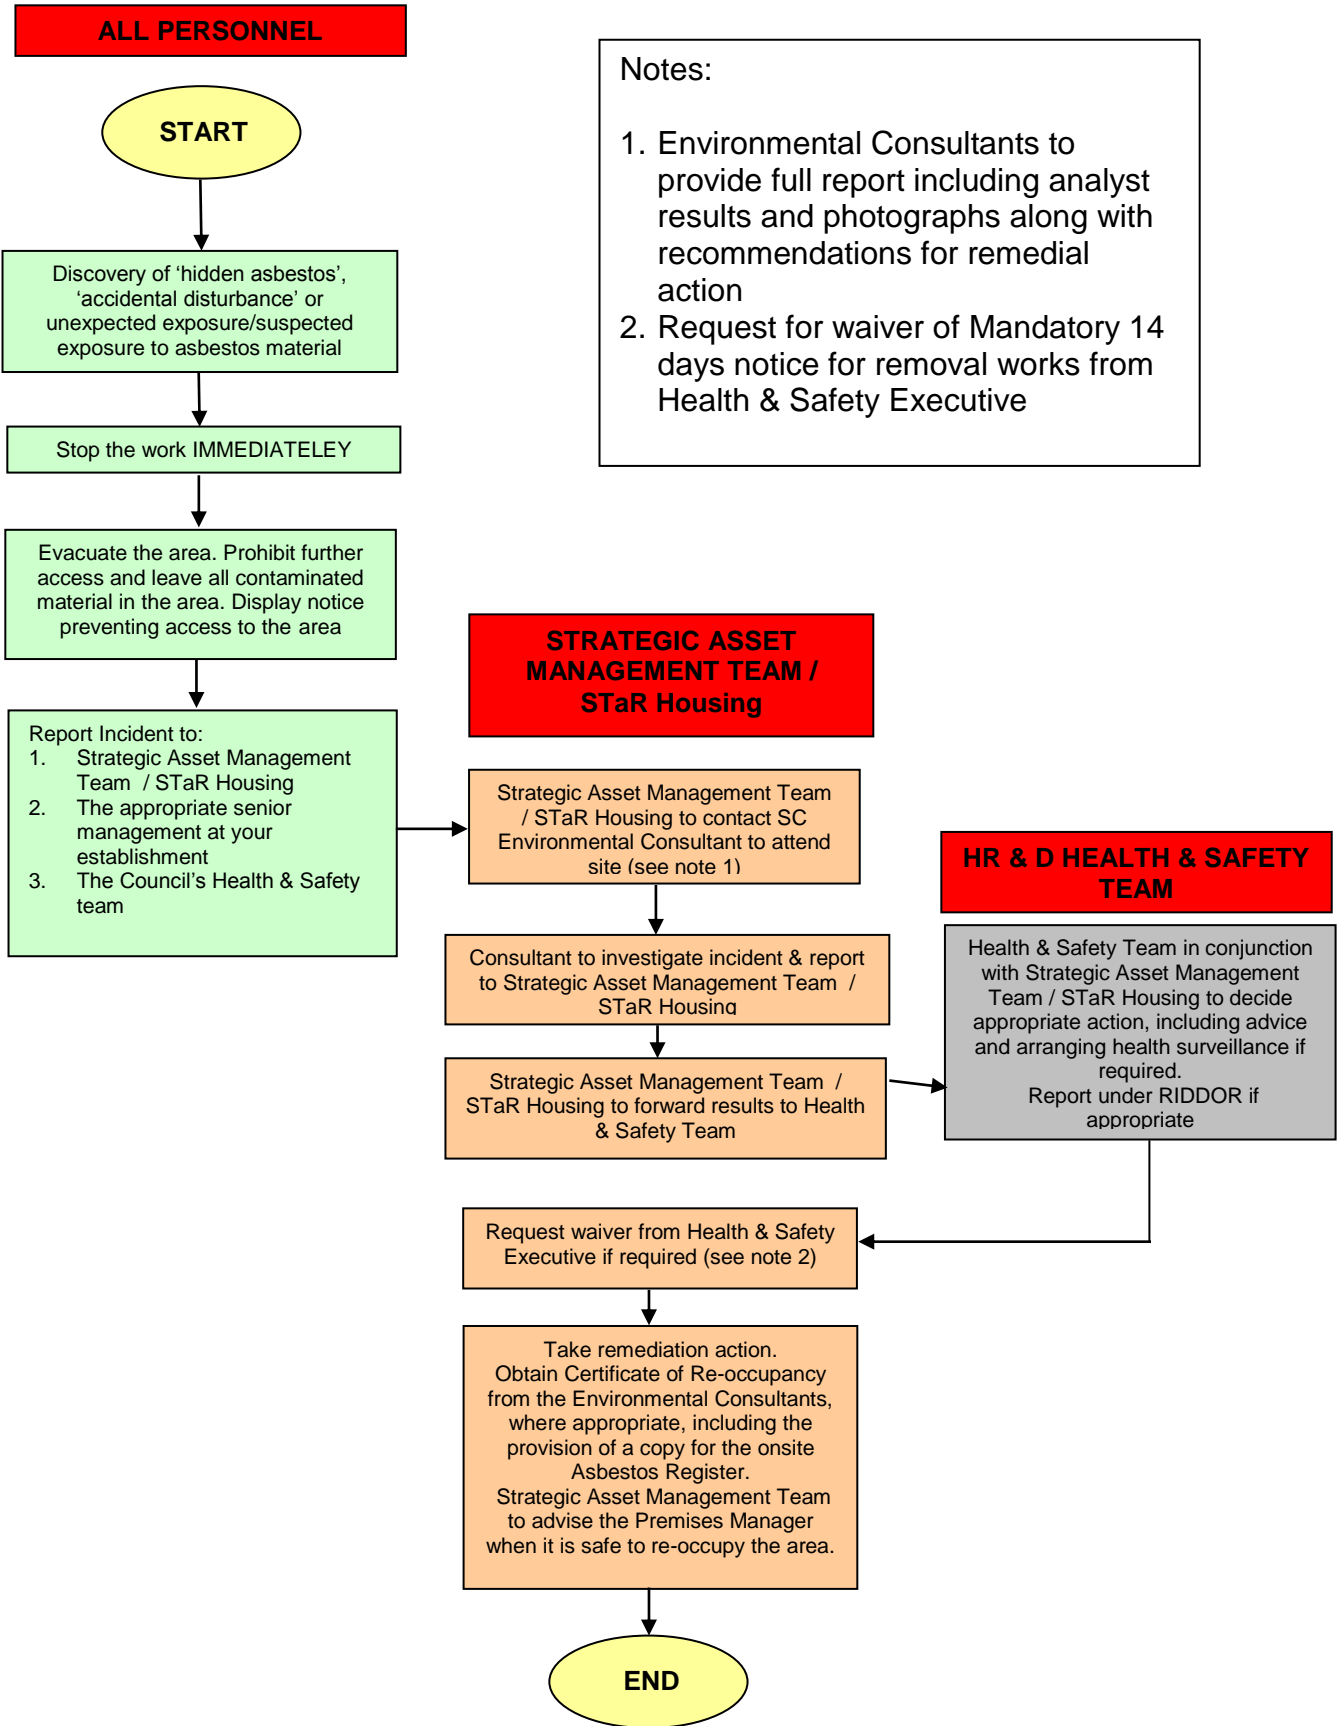 ALL PERSONNEL
START
Discovery of ‘hidden asbestos’,
‘accidental disturbance’ or
unexpected exposure/suspected
exposure to asbestos material
Stop the work IMMEDIATELEY
Evacuate the area. Prohibit further
access and leave all contaminated
material in the area. Display notice
preventing access to the area
Report Incident to:
1. Strategic Asset Management
Team / STaR Housing
2. The appropriate senior
management at your
establishment
3. The Council’s Health & Safety
team
Notes:
1. Environmental Consultants to
provide full report including analyst
results and photographs along with
recommendations for remedial
action
2. Request for waiver of Mandatory 14
days notice for removal works from
Health & Safety Executive
STRATEGIC ASSET
MANAGEMENT TEAM /
STaR Housing
Strategic Asset Management Team
/ STaR Housing to contact SC
Environmental Consultant to attend
site (see note 1)
Consultant to investigate incident & report
to Strategic Asset Management Team /
STaR Housing
Strategic Asset Management Team /
STaR Housing to forward results to Health
& Safety Team
HR & D HEALTH & SAFETY
TEAM
Health & Safety Team in conjunction
with Strategic Asset Management
Team / STaR Housing to decide
appropriate action, including advice
and arranging health surveillance if
required.
Report under RIDDOR if
appropriate
Request waiver from Health & Safety
Executive if required (see note 2)
Take remediation action.
Obtain Certificate of Re-occupancy
from the Environmental Consultants,
where appropriate, including the
provision of a copy for the onsite
Asbestos Register.
Strategic Asset Management Team
to advise the Premises Manager
when it is safe to re-occupy the area.
END